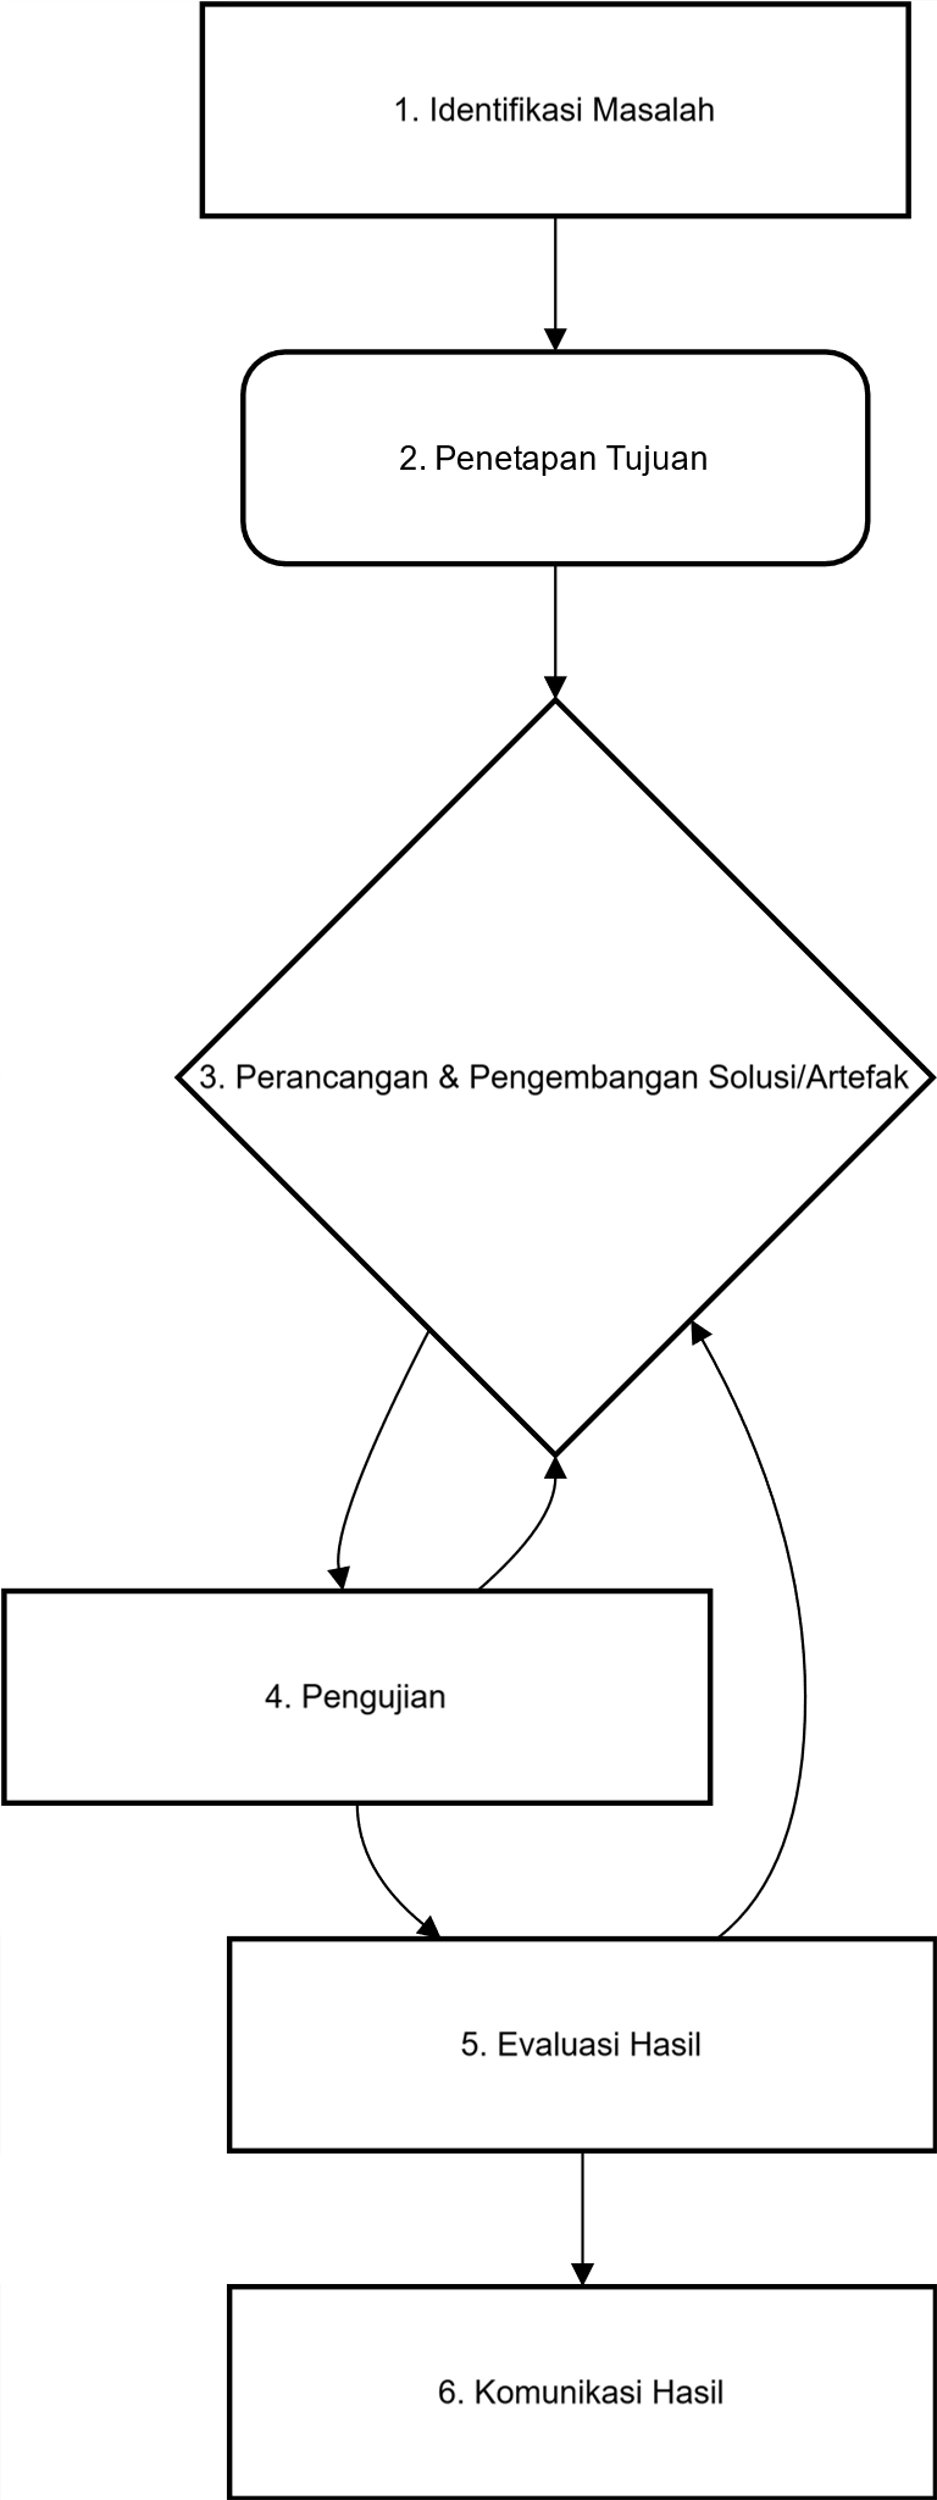 1. Identifikasi Masalah
2. Penetapan Tujuan
3. Perancangan & Pengembangan Solusi/Artefak
4. Pengujian
5. Evaluasi Hasil
6. Komunikasi Hasil